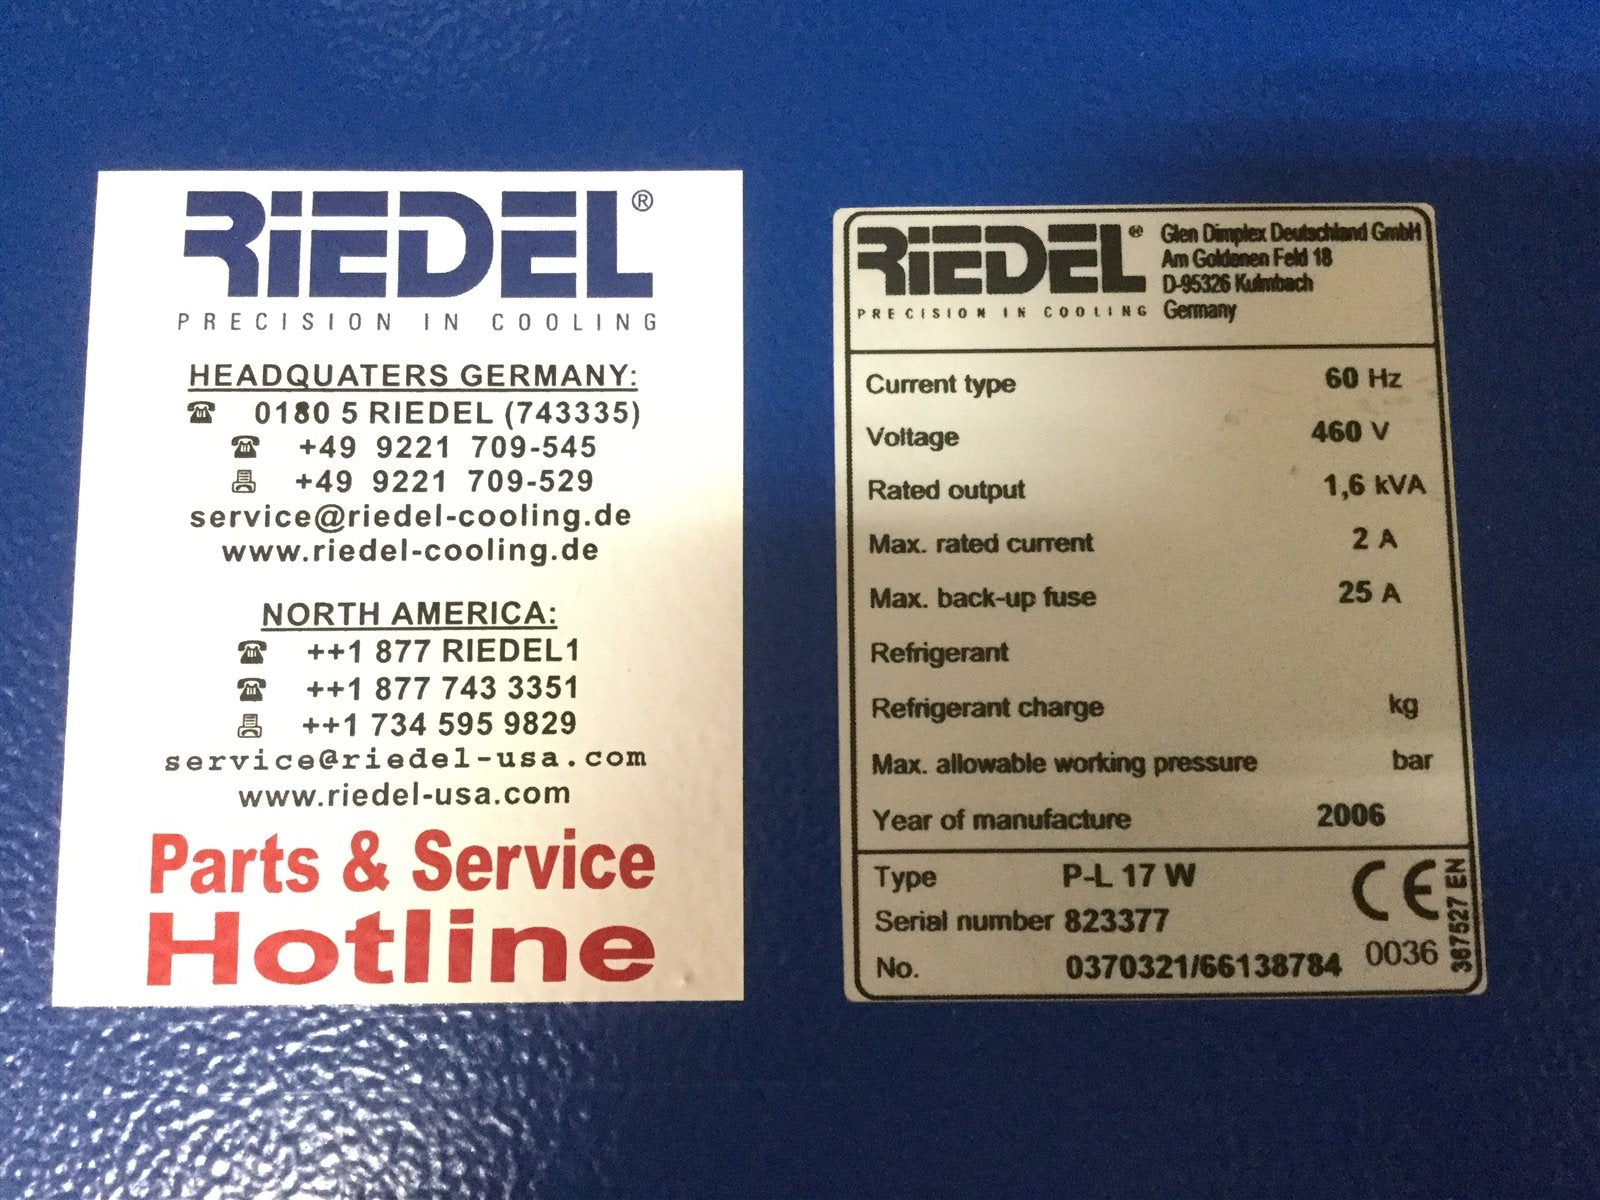 RiEDEL®
PRECISION IN COOLING
HEADQUATERS GERMANY:
☎ 0180 5 RIEDEL (743335)
☎ +49 9221 709-545
+49 9221 709-529
service@riedel-cooling.de
www.riedel-cooling.de
NORTH AMERICA:
☎ ++1 877 RIEDEL1
☎ ++1 877 743 3351
++1 734 595 9829
service@riedel-usa.com
www.riedel-usa.com
Parts & Service
Hotline
RiEDEL®
PRECISION IN COOLING
Glen Dimplex Deutschland GmbH
Am Goldenen Feld 18
D-95326 Kulmbach
Germany
Current type 60 Hz
Voltage 460 V
Rated output 1,6 kVA
Max. rated current 2 A
Max. back-up fuse 25 A
Refrigerant
Refrigerant charge kg
Max. allowable working pressure bar
Year of manufacture 2006
Type P-L 17 W
Serial number 823377
No. 0370321/66138784
CE
0036
367527 EN